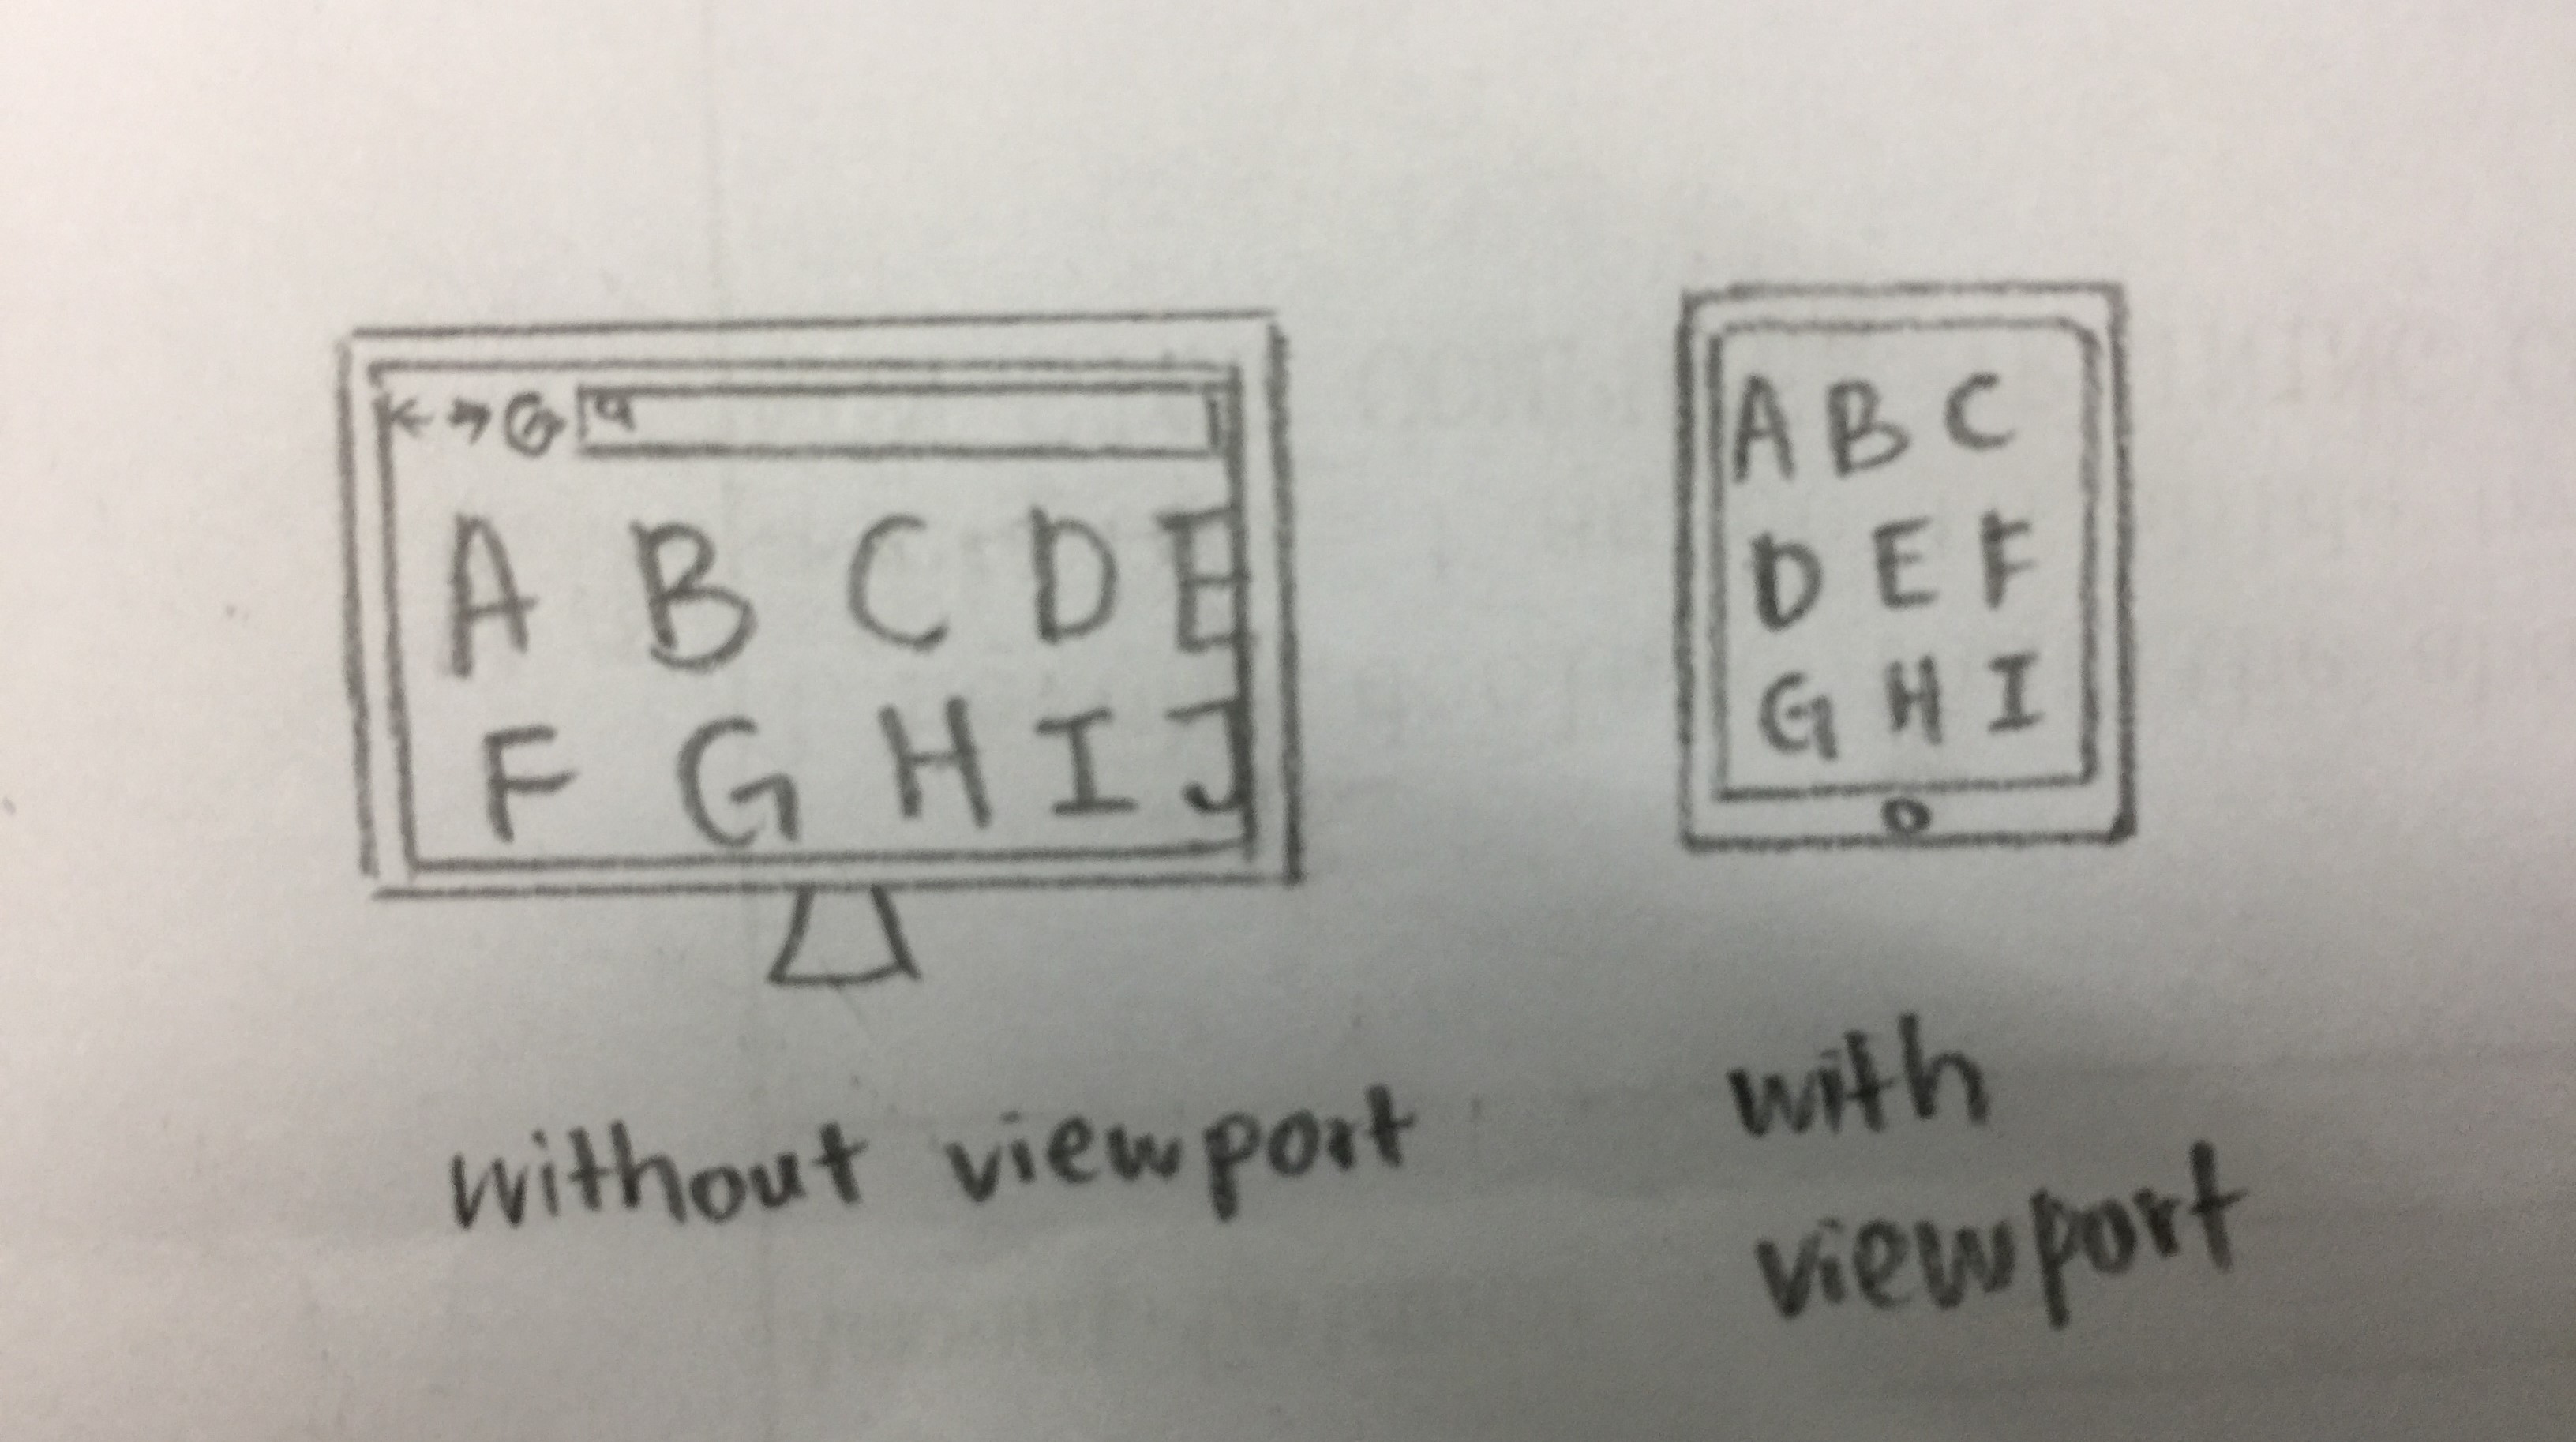 A B C D E
F G H I J
without viewport
A B C
D E F
G H I
with
viewport